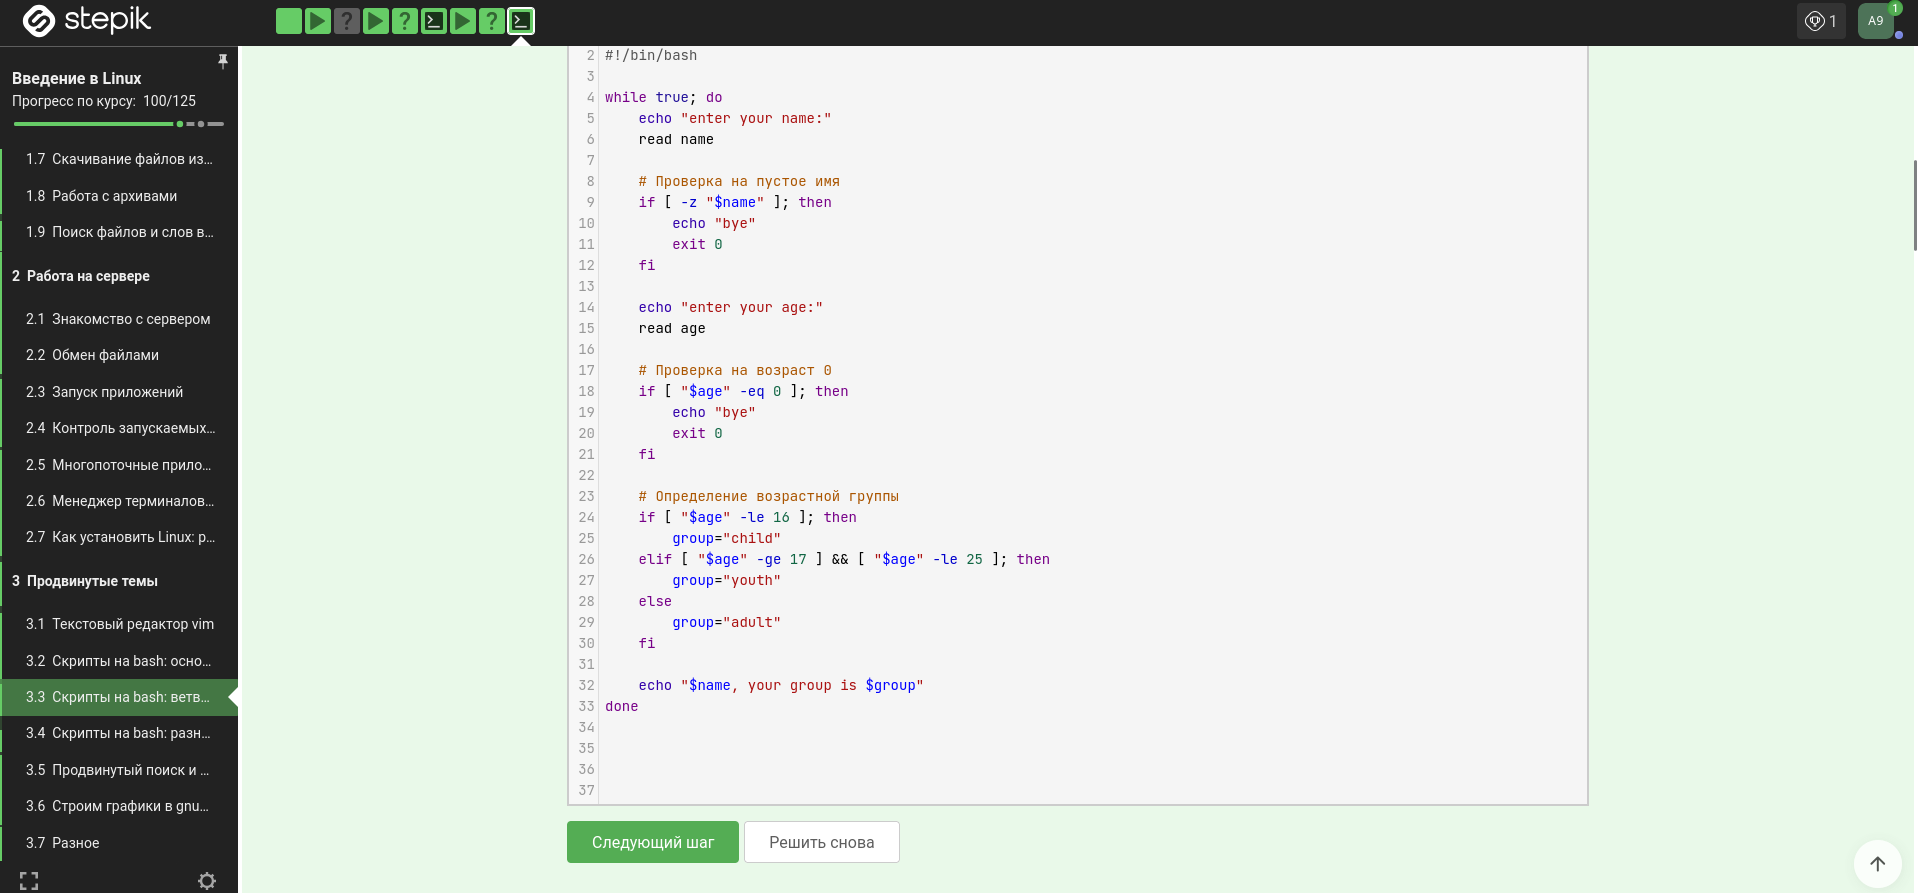 stepik
?
?
>_
?
>_
1
A9
1
Введение в Linux
Прогресс по курсу: 100/125
1.7 Скачивание файлов из…
1.8 Работа с архивами
1.9 Поиск файлов и слов в…
2 Работа на сервере
2.1 Знакомство с сервером
2.2 Обмен файлами
2.3 Запуск приложений
2.4 Контроль запускаемых…
2.5 Многопоточные прило…
2.6 Менеджер терминалов…
2.7 Как установить Linux: р…
3 Продвинутые темы
3.1 Текстовый редактор vim
3.2 Скрипты на bash: осно…
3.3 Скрипты на bash: ветв…
3.4 Скрипты на bash: разн…
3.5 Продвинутый поиск и …
3.6 Строим графики в gnu…
3.7 Разное
2 #!/bin/bash
3
4 while true; do
5     echo "enter your name:"
6     read name
7
8     # Проверка на пустое имя
9     if [ -z "$name" ]; then
10         echo "bye"
11         exit 0
12     fi
13
14     echo "enter your age:"
15     read age
16
17     # Проверка на возраст 0
18     if [ "$age" -eq 0 ]; then
19         echo "bye"
20         exit 0
21     fi
22
23     # Определение возрастной группы
24     if [ "$age" -le 16 ]; then
25         group="child"
26     elif [ "$age" -ge 17 ] && [ "$age" -le 25 ]; then
27         group="youth"
28     else
29         group="adult"
30     fi
31
32     echo "$name, your group is $group"
33 done
34
35
36
37
Следующий шаг
Решить снова